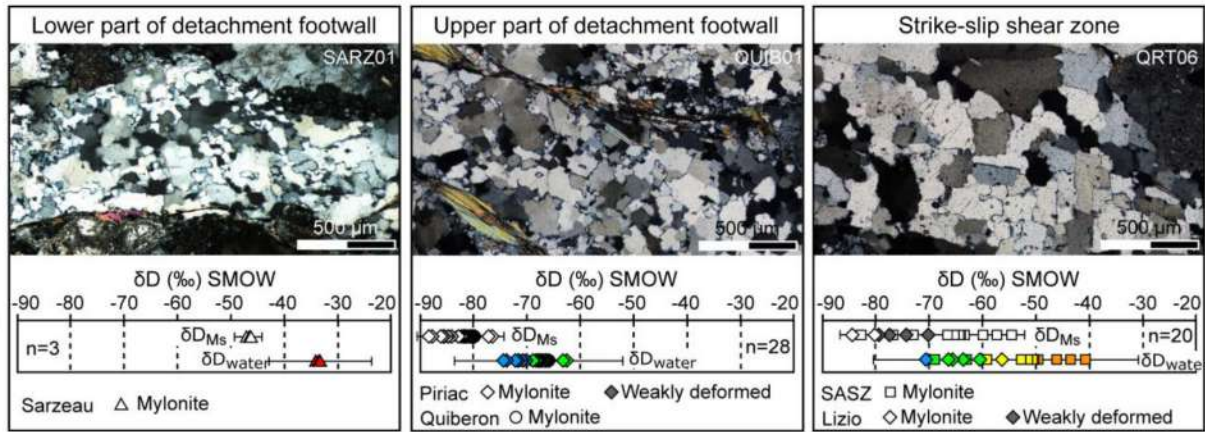 Lower part of detachment footwall
SARZ01
500 µm
δD (‰) SMOW
-90 -80 -70 -60 -50 -40 -30 -20
n=3
δDMs
δDwater
Sarzeau △ Mylonite
Upper part of detachment footwall
QUIB01
500 µm
δD (‰) SMOW
-90 -80 -70 -60 -50 -40 -30 -20
δDMs
n=28
δDwater
Piriac ◇ Mylonite ◆ Weakly deformed
Quiberon ○ Mylonite
Strike-slip shear zone
QRT06
500 µm
δD (‰) SMOW
-90 -80 -70 -60 -50 -40 -30 -20
δDMs
n=20
δDwate
SASZ □ Mylonite
Lizio ◇ Mylonite ◆ Weakly deformed